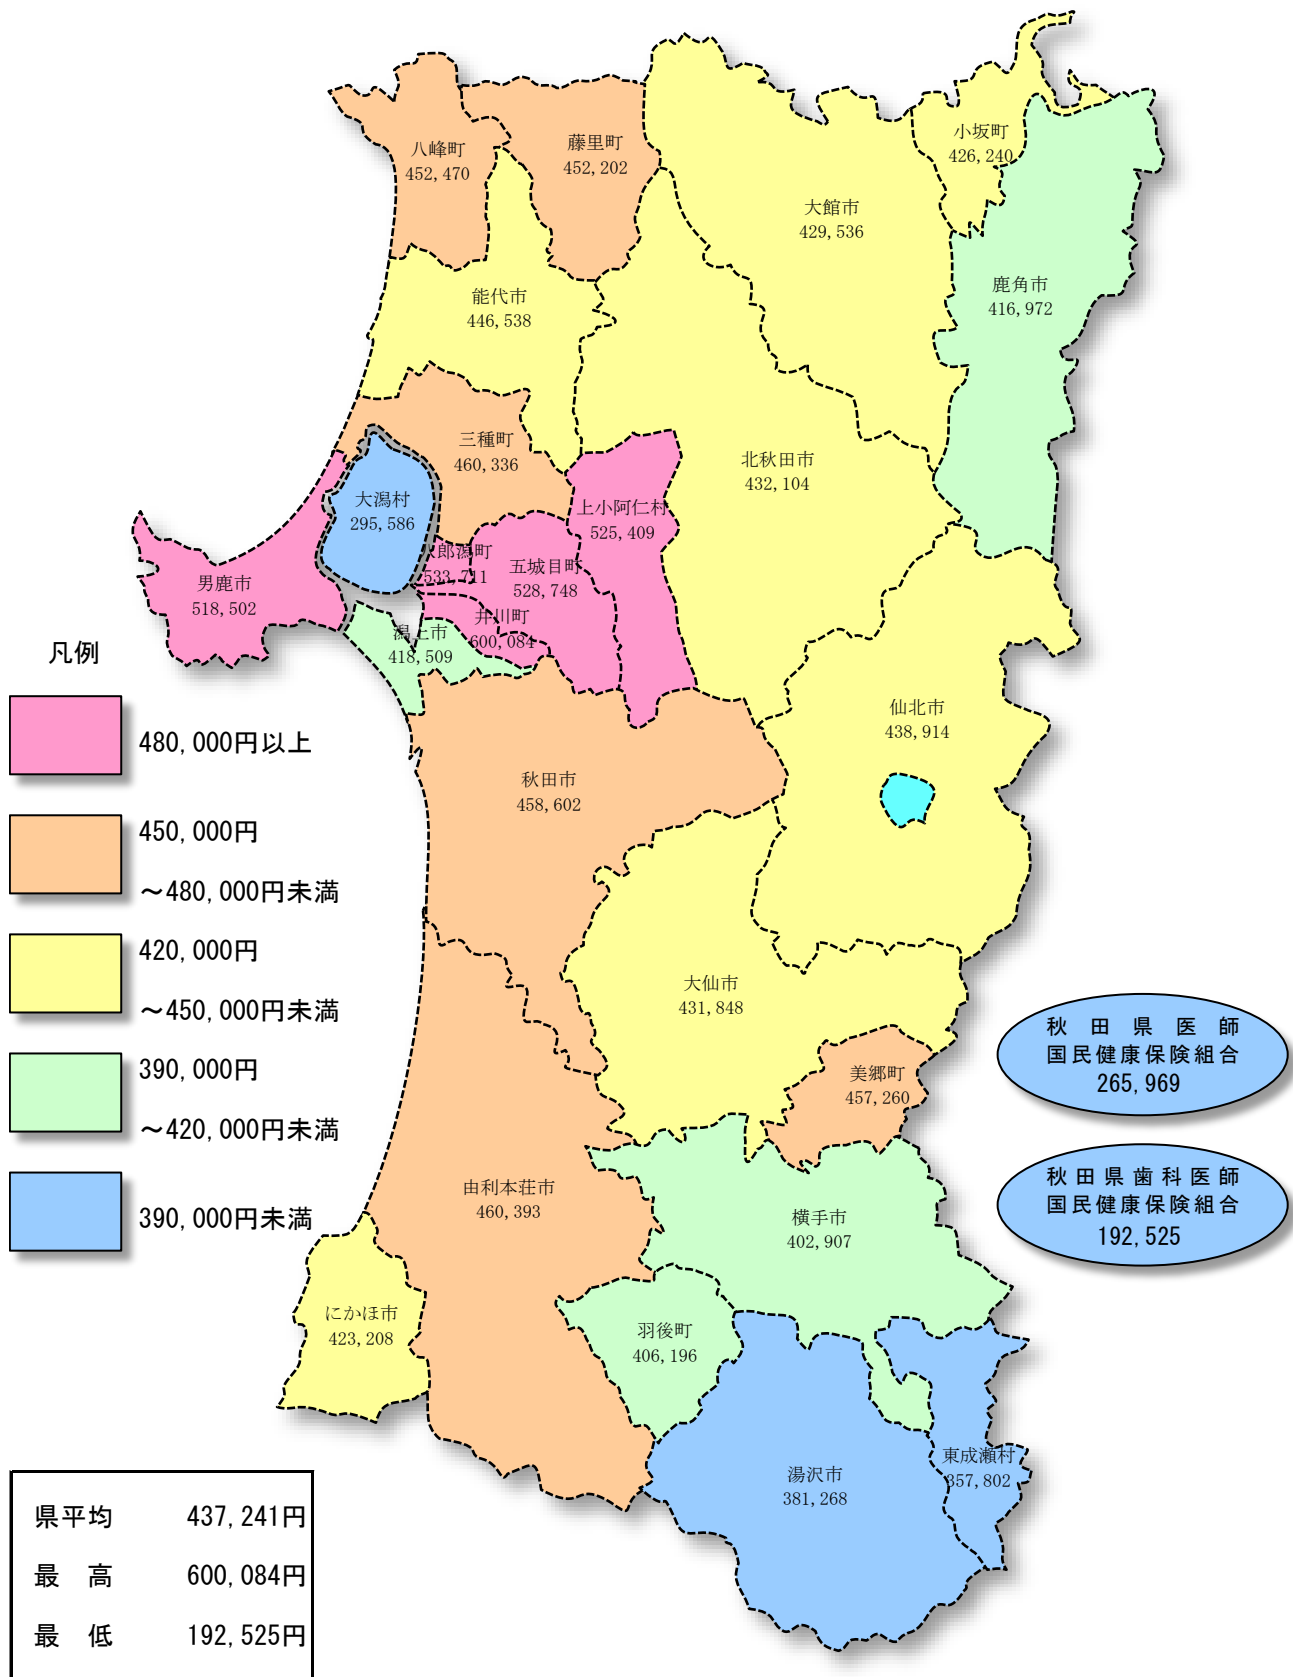 八峰町
452,470
藤里町
452,202
小坂町
426,240
大館市
429,536
鹿角市
416,972
能代市
446,538
三種町
460,336
北秋田市
432,104
大潟村
295,586
上小阿仁村
525,409
郎潟町
533,711
五城目町
528,748
男鹿市
518,502
井川町
600,084
潟上市
418,509
仙北市
438,914
秋田市
458,602
大仙市
431,848
美郷町
457,260
由利本荘市
460,393
横手市
402,907
にかほ市
423,208
羽後町
406,196
湯沢市
381,268
東成瀬村
357,802
凡例
480,000円以上
450,000円
~480,000円未満
420,000円
~450,000円未満
390,000円
~420,000円未満
390,000円未満
秋田県医師
国民健康保険組合
265,969
秋田県歯科医師
国民健康保険組合
192,525
県平均 437,241円
最高 600,084円
最低 192,525円